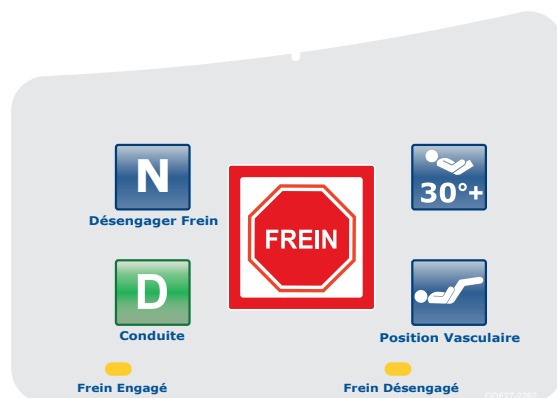 N
Désengager Frein
FREIN
30°+
D
Conduite
Position Vasculaire
Frein Engagé
Frein Désengagé